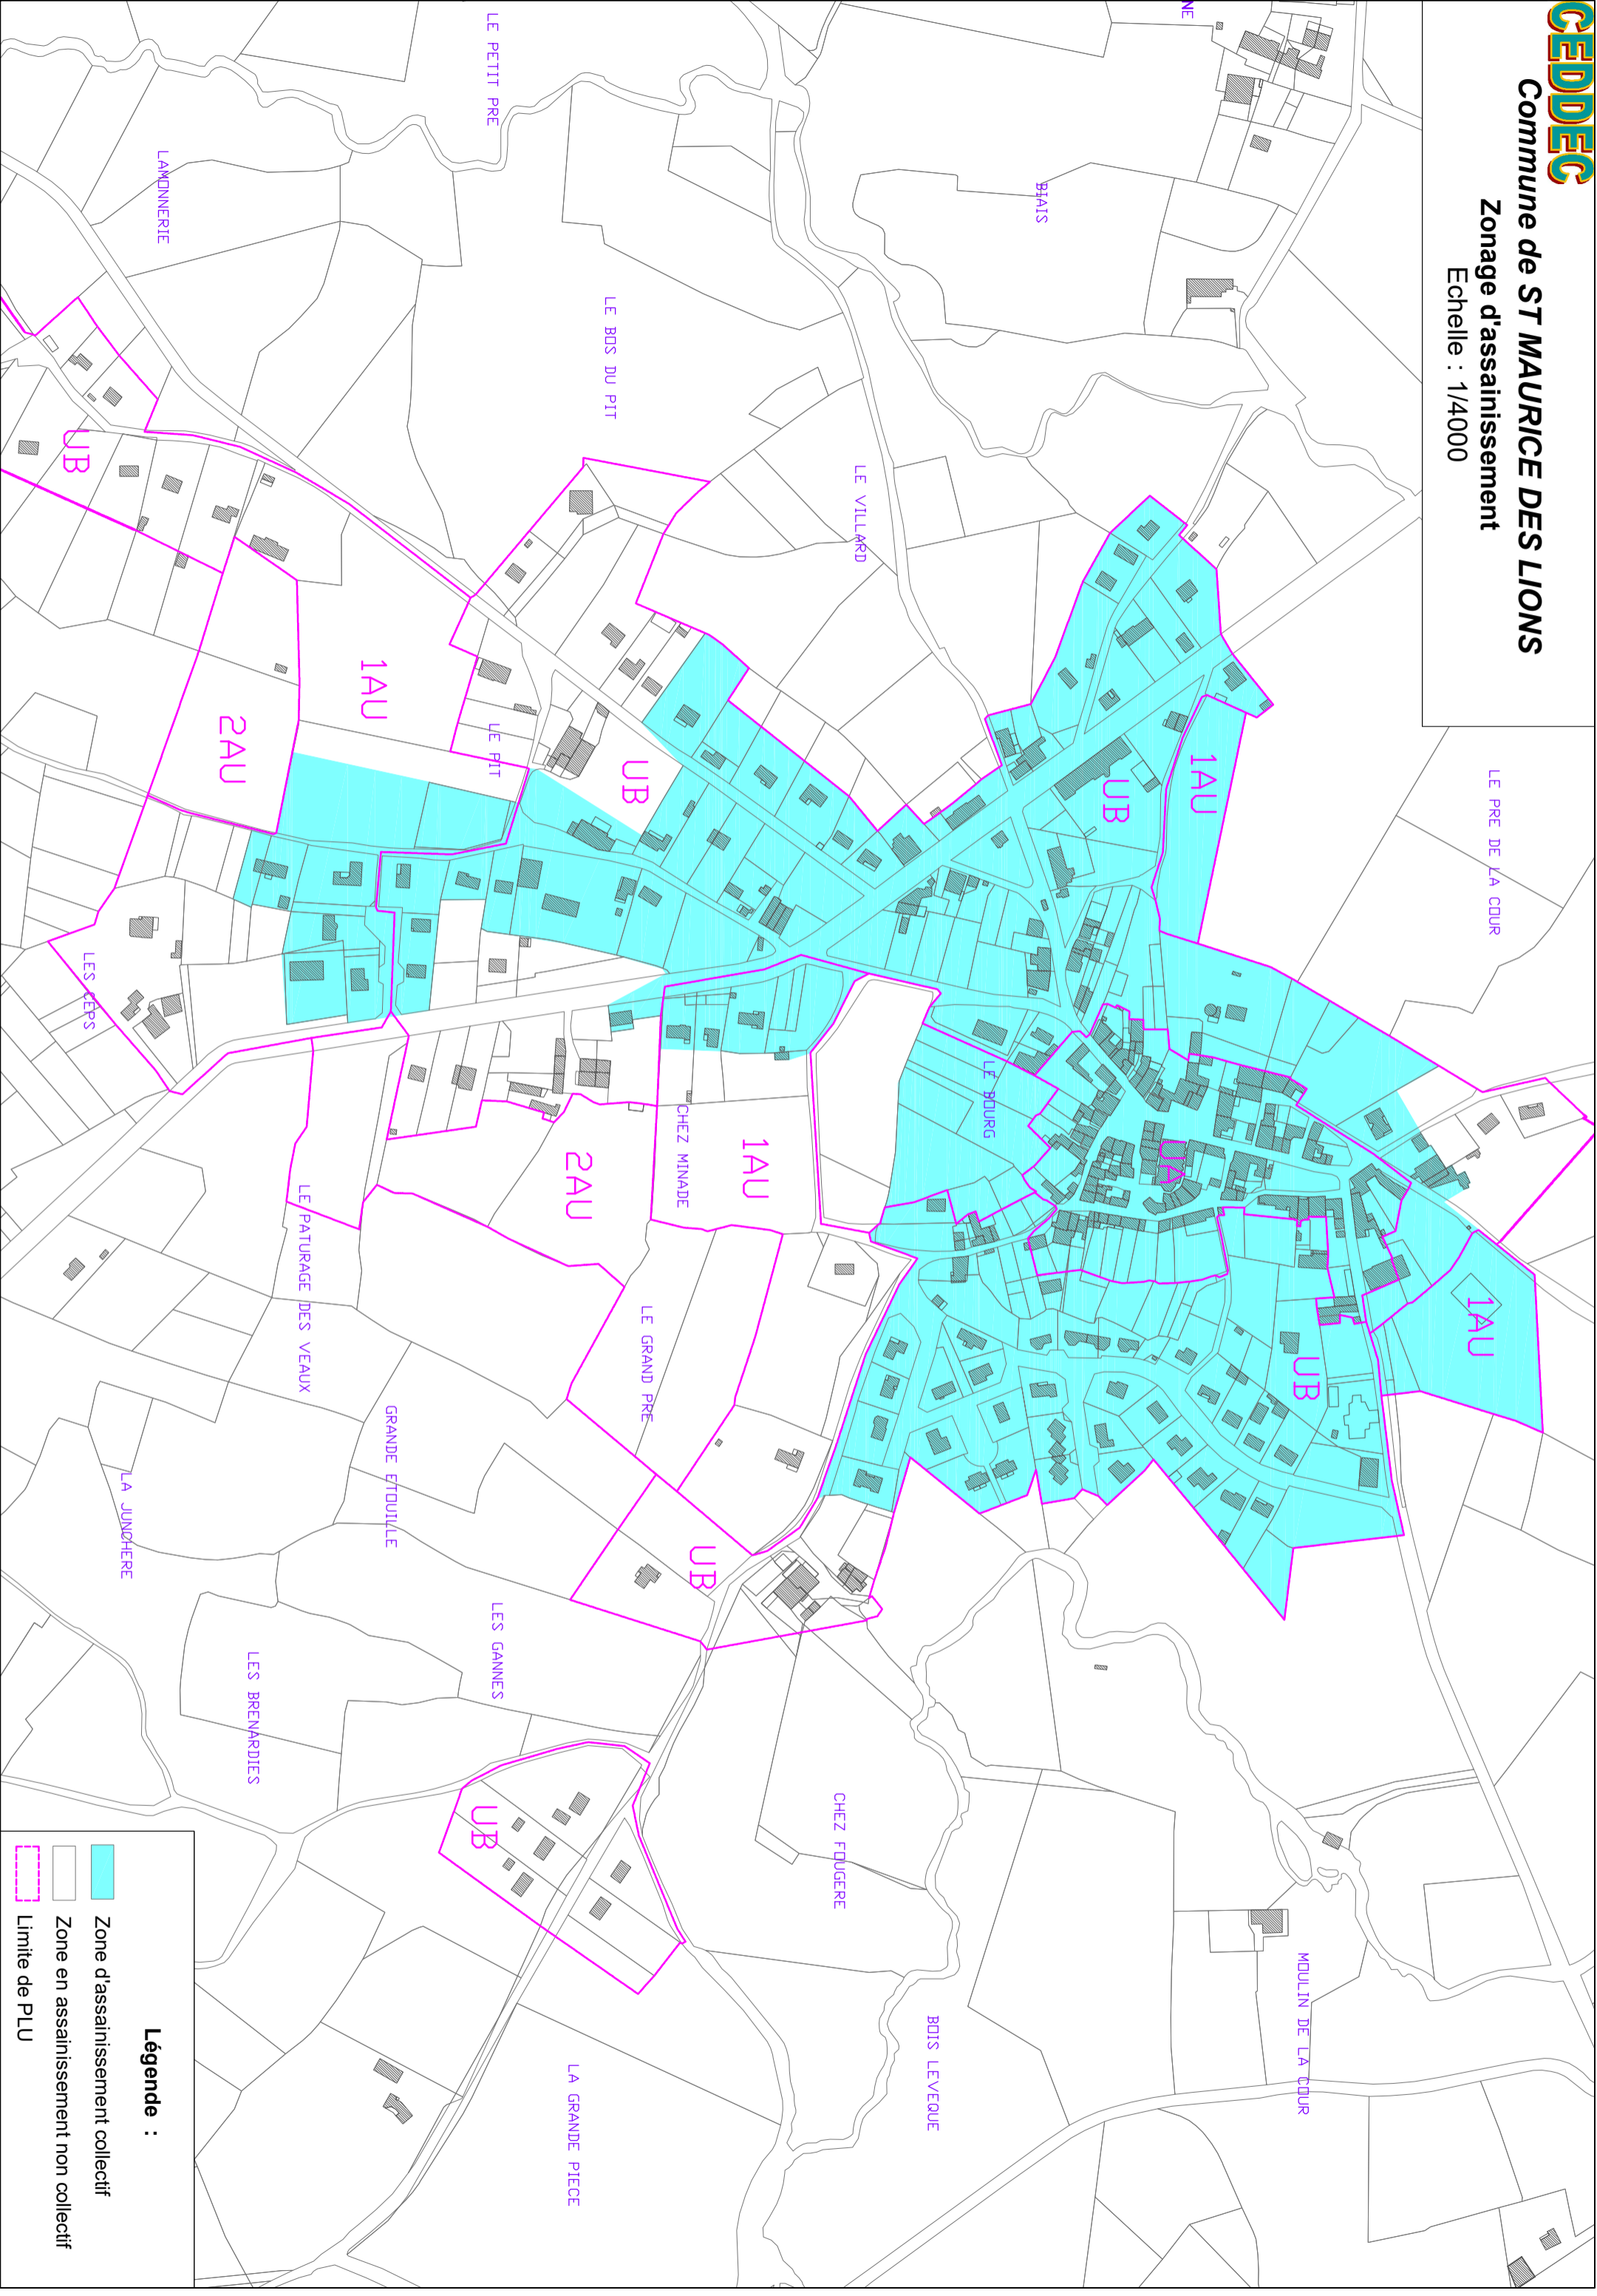 CEDDEC
Commune de ST MAURICE DES LIONS
Zonage d'assainissement
Echelle : 1/4000
NE
BIAIS
LE PETIT PRE
LAMONNERIE
LE BOS DU PIT
LE VILLARD
LE PRE DE LA COUR
UB
1AU
2AU
LE PIT
UB
UB
1AU
LES CEPS
LE BOURG
UA
CHEZ MINADE
1AU
2AU
LE PATURAGE DES VEAUX
LE GRAND PRE
UB
1AU
GRANDE ETOUILLE
LA JUNCHERE
UB
LES GANNES
LES BRENARDIES
UB
CHEZ FOUGERE
MOULIN DE LA COUR
BOIS LEVEQUE
LA GRANDE PIECE
Légende :
Zone d'assainissement collectif
Zone en assainissement non collectif
Limite de PLU